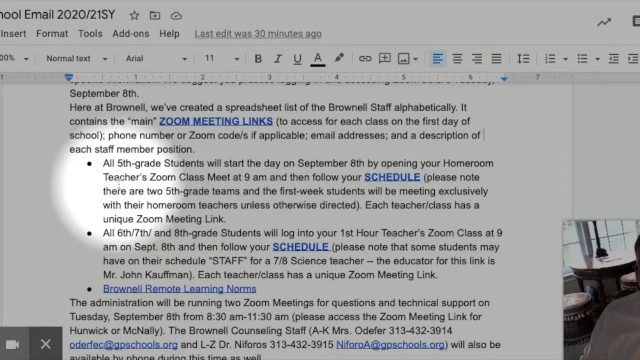 hool Email 2020/21SY
Insert Format Tools Add-ons Help Last edit was 30 minutes ago
00% Normal text Arial 11 B I U A
1 2 3 4 5 6 7
September 8th.
Here at Brownell, we've created a spreadsheet list of the Brownell Staff alphabetically. It
contains the "main" ZOOM MEETING LINKS (to access for each class on the first day of
school); phone number or Zoom code/s if applicable; email addresses; and a description of
each staff member position.
● All 5th-grade Students will start the day on September 8th by opening your Homeroom
Teacher's Zoom Class Meet at 9 am and then follow your SCHEDULE (please note
there are two 5th-grade teams and the first-week students will be meeting exclusively
with their homeroom teachers unless otherwise directed). Each teacher/class has a
unique Zoom Meeting Link.
● All 6th/7th/ and 8th-grade Students will log into your 1st Hour Teacher's Zoom Class at 9
am on Sept. 8th and then follow your SCHEDULE (please note that some students may
have on their schedule "STAFF" for a 7/8 Science teacher -- the educator for this link is
Mr. John Kauffman). Each teacher/class has a unique Zoom Meeting Link.
● Brownell Remote Learning Norms
The administration will be running two Zoom Meetings for questions and technical support on
Tuesday, September 8th from 8:30 am-11:30 am (please access the Zoom Meeting Link for
Hunwick or McNally). The Brownell Counseling Staff (A-K Mrs. Odefer 313-432-3914
oderfec@gpschools.org and L-Z Dr. Niforos 313-432-3915 NiforoA@gpschools.org) will also be
available by phone during this time as well.